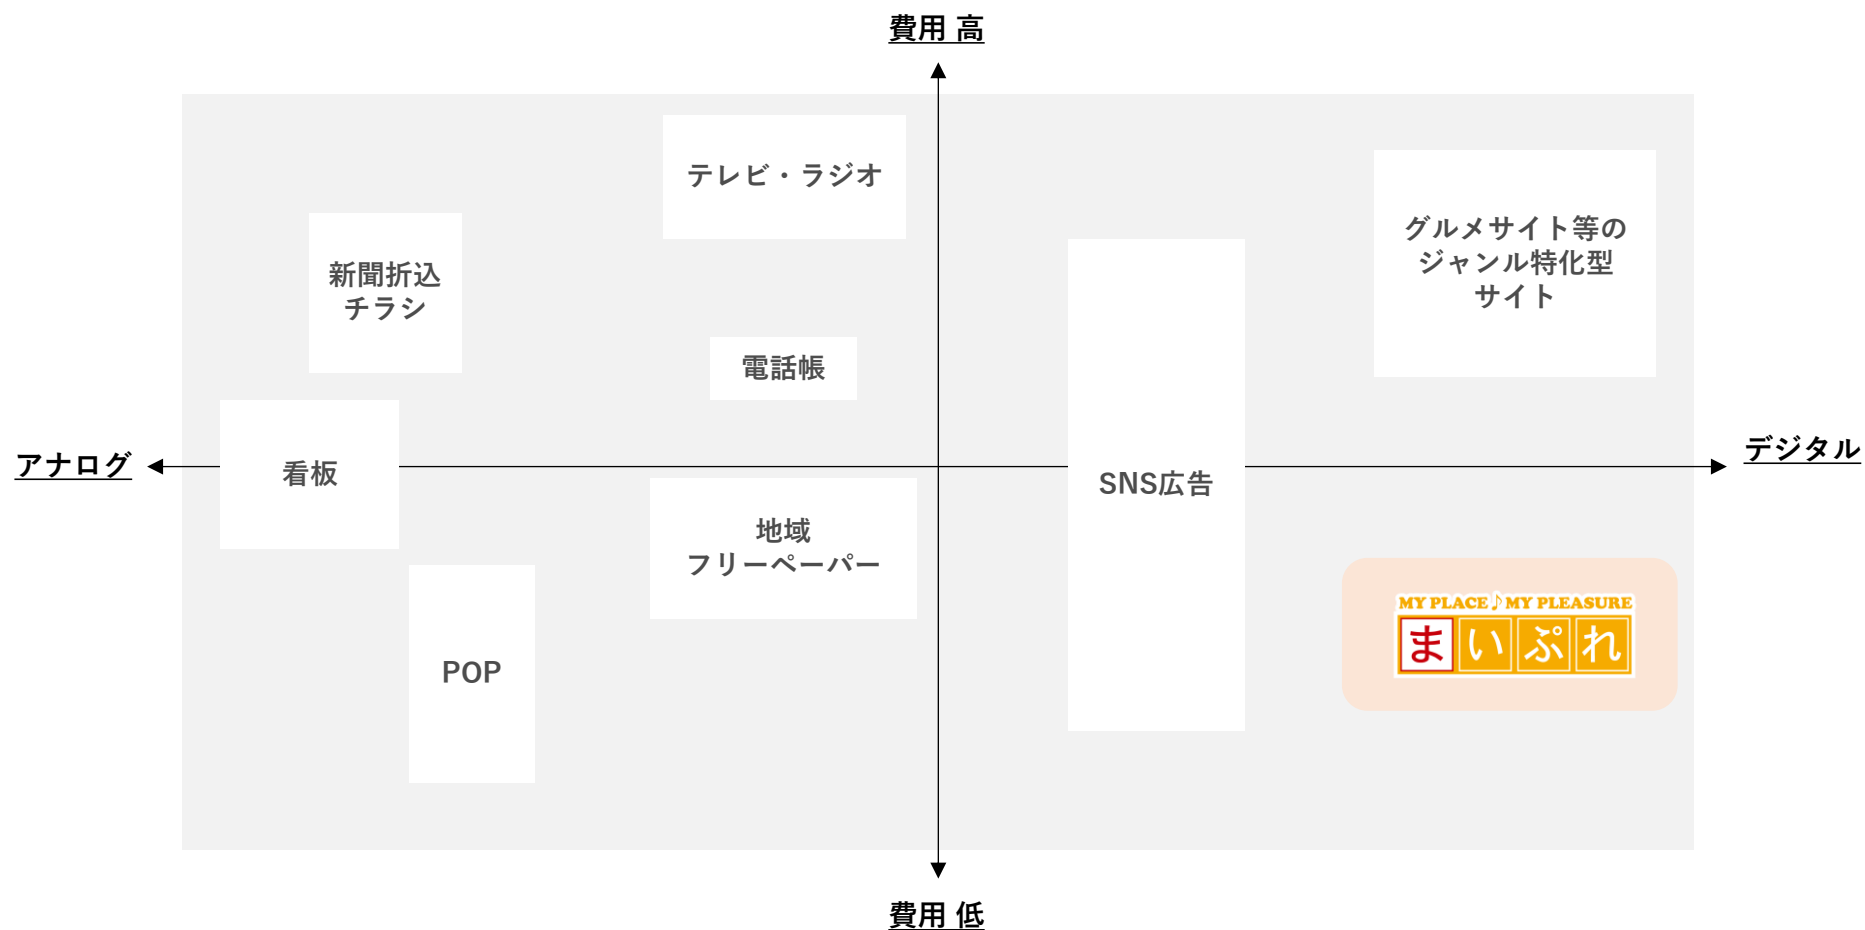 費用 高
テレビ・ラジオ
グルメサイト等の
ジャンル特化型
サイト
新聞折込
チラシ
電話帳
アナログ
デジタル
看板
SNS広告
地域
フリーペーパー
MY PLACE♪MY PLEASURE
まいぷれ
POP
費用 低